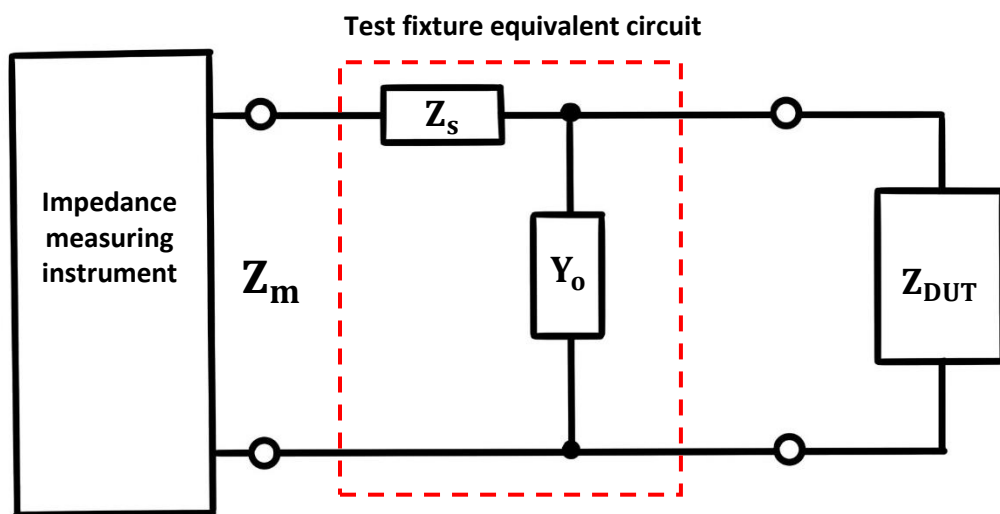 Test fixture equivalent circuit
Impedance
measuring
instrument
Zm
Zs
Yo
ZDUT